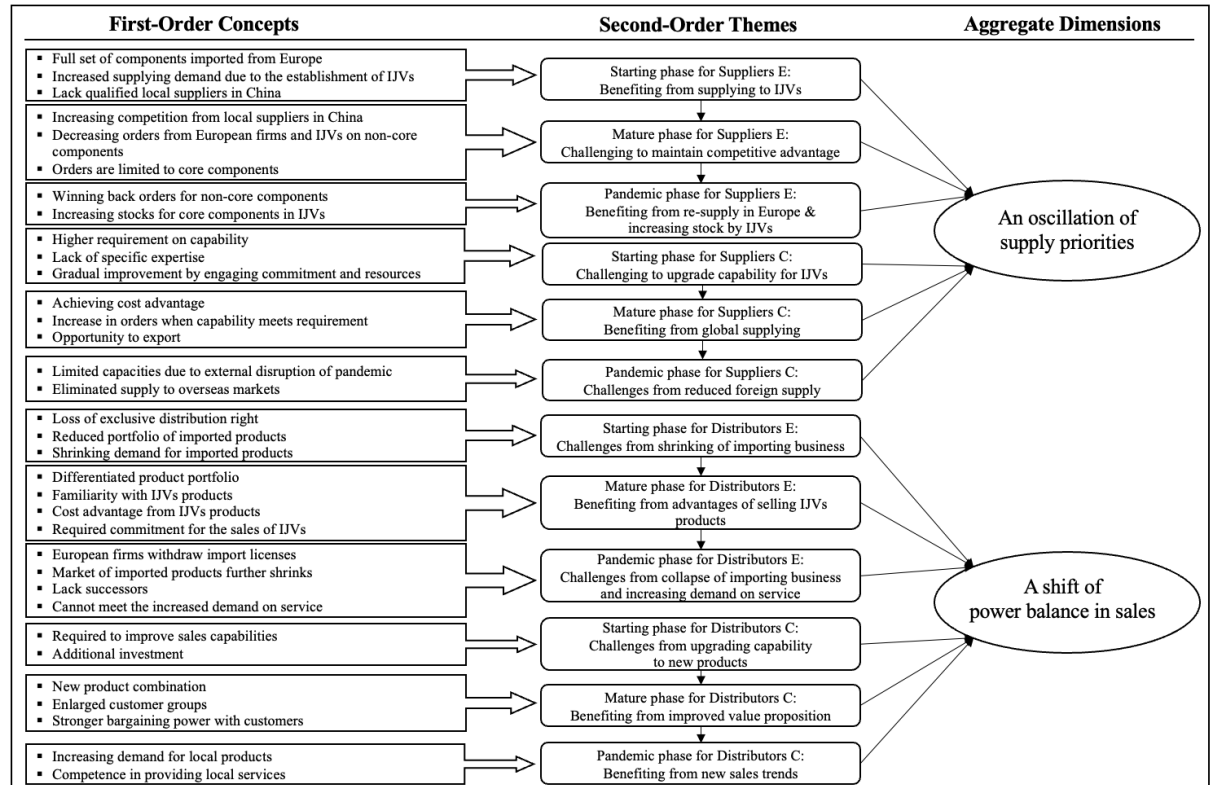 First-Order Concepts
Second-Order Themes
Aggregate Dimensions
▪ Full set of components imported from Europe
▪ Increased supplying demand due to the establishment of IJVs
▪ Lack qualified local suppliers in China
Starting phase for Suppliers E:
Benefiting from supplying to IJVs
▪ Increasing competition from local suppliers in China
▪ Decreasing orders from European firms and IJVs on non-core
components
▪ Orders are limited to core components
Mature phase for Suppliers E:
Challenging to maintain competitive advantage
▪ Winning back orders for non-core components
▪ Increasing stocks for core components in IJVs
Pandemic phase for Suppliers E:
Benefiting from re-supply in Europe &
increasing stock by IJVs
▪ Higher requirement on capability
▪ Lack of specific expertise
▪ Gradual improvement by engaging commitment and resources
Starting phase for Suppliers C:
Challenging to upgrade capability for IJVs
▪ Achieving cost advantage
▪ Increase in orders when capability meets requirement
▪ Opportunity to export
Mature phase for Suppliers C:
Benefiting from global supplying
▪ Limited capacities due to external disruption of pandemic
▪ Eliminated supply to overseas markets
Pandemic phase for Suppliers C:
Challenges from reduced foreign supply
An oscillation of
supply priorities
▪ Loss of exclusive distribution right
▪ Reduced portfolio of imported products
▪ Shrinking demand for imported products
Starting phase for Distributors E:
Challenges from shrinking of importing business
▪ Differentiated product portfolio
▪ Familiarity with IJVs products
▪ Cost advantage from IJVs products
▪ Required commitment for the sales of IJVs
Mature phase for Distributors E:
Benefiting from advantages of selling IJVs
products
▪ European firms withdraw import licenses
▪ Market of imported products further shrinks
▪ Lack successors
▪ Cannot meet the increased demand on service
Pandemic phase for Distributors E:
Challenges from collapse of importing business
and increasing demand on service
▪ Required to improve sales capabilities
▪ Additional investment
Starting phase for Distributors C:
Challenges from upgrading capability
to new products
▪ New product combination
▪ Enlarged customer groups
▪ Stronger bargaining power with customers
Mature phase for Distributors C:
Benefiting from improved value proposition
▪ Increasing demand for local products
▪ Competence in providing local services
Pandemic phase for Distributors C:
Benefiting from new sales trends
A shift of
power balance in sales